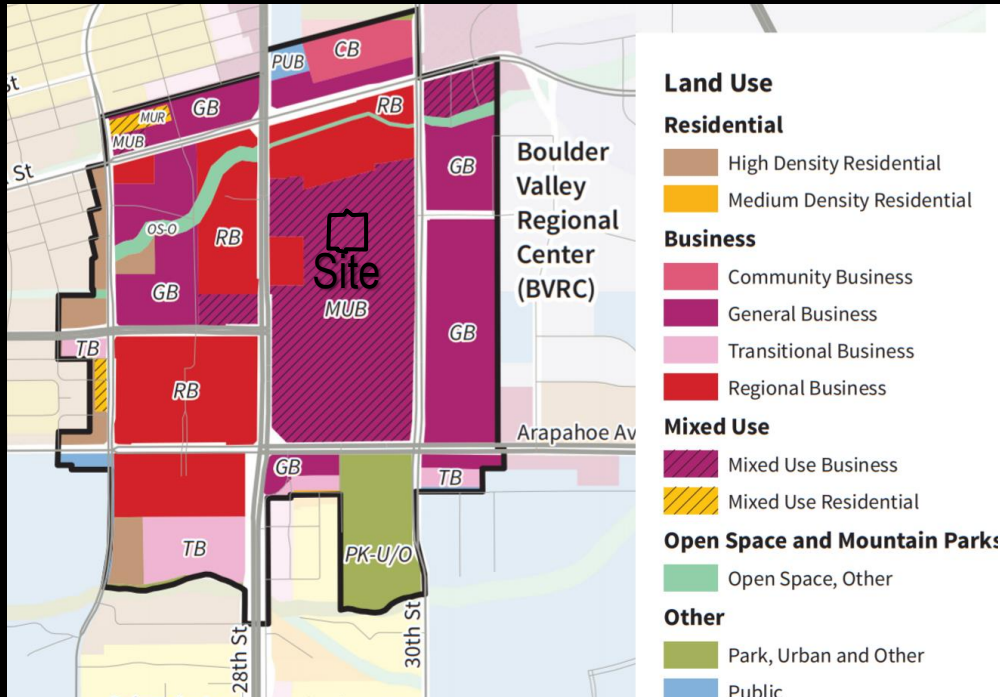 CB
PUB
GB
RB
MUR
MUB
St
GB
OS-O
RB
Site
MUB
GB
TB
GB
RB
Arapahoe Av
GB
TB
TB
PK-U/O
28th St
30th St
Boulder
Valley
Regional
Center
(BVRC)
Land Use
Residential
High Density Residential
Medium Density Residential
Business
Community Business
General Business
Transitional Business
Regional Business
Mixed Use
Mixed Use Business
Mixed Use Residential
Open Space and Mountain Parks
Open Space, Other
Other
Park, Urban and Other
Public